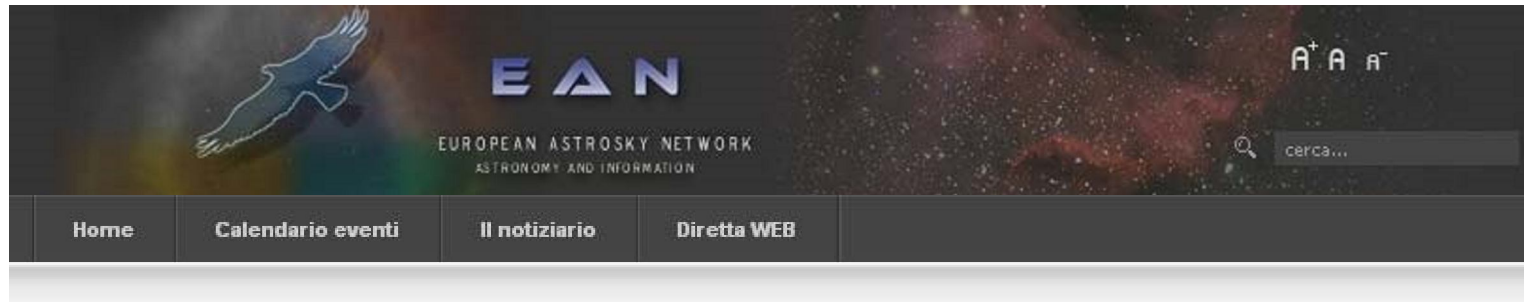 EAN
EUROPEAN ASTROSKY NETWORK
ASTRONOMY AND INFORMATION
A+ A A-
cerca...
Home Calendario eventi Il notiziario Diretta WEB